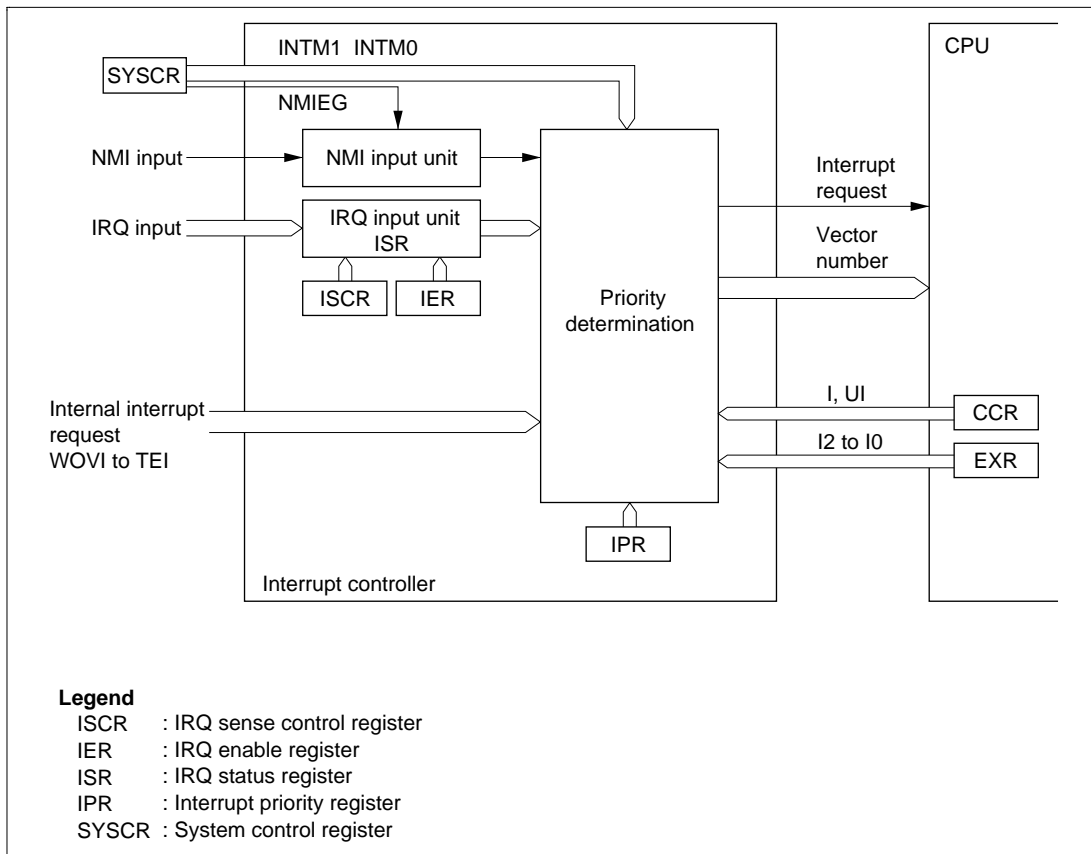 INTM1 INTM0
CPU
SYSCR
NMIEG
NMI input
NMI input unit
Interrupt
request
IRQ input
IRQ input unit
ISR
Vector
number
ISCR
IER
Priority
determination
Internal interrupt
request
WOVI to TEI
I, UI
CCR
I2 to I0
EXR
IPR
Interrupt controller
Legend
ISCR : IRQ sense control register
IER : IRQ enable register
ISR : IRQ status register
IPR : Interrupt priority register
SYSCR : System control register